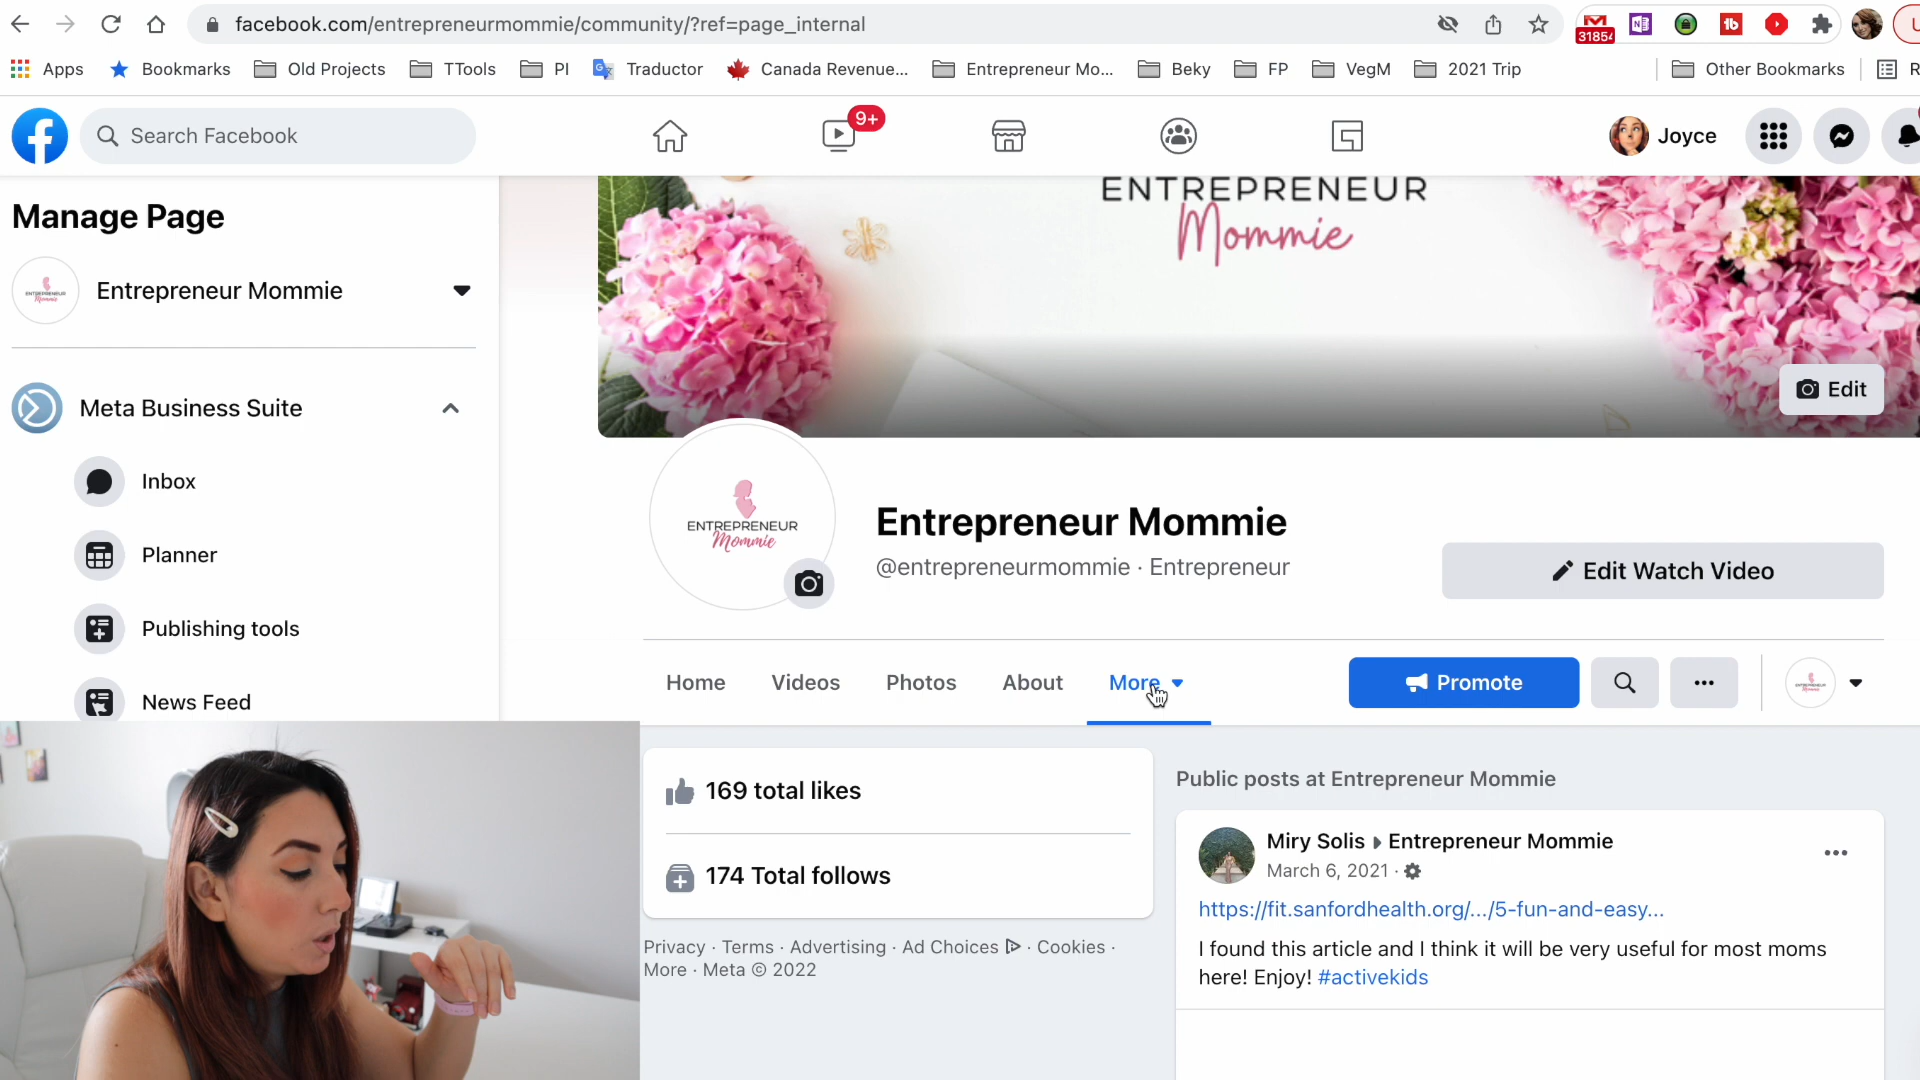 facebook.com/entrepreneurmommie/community/?ref=page_internal
31854
Apps
Bookmarks
Old Projects
TTools
PI
Traductor
Canada Revenue...
Entrepreneur Mo...
Beky
FP
VegM
2021 Trip
Other Bookmarks
Search Facebook
9+
Joyce
Manage Page
Entrepreneur Mommie
Meta Business Suite
Inbox
Planner
Publishing tools
News Feed
ENTREPRENEUR
Mommie
Edit
ENTREPRENEUR
Mommie
Entrepreneur Mommie
@entrepreneurmommie · Entrepreneur
Edit Watch Video
Home
Videos
Photos
About
More
Promote
169 total likes
174 Total follows
Privacy · Terms · Advertising · Ad Choices · Cookies ·
More · Meta © 2022
Public posts at Entrepreneur Mommie
Miry Solis Entrepreneur Mommie
March 6, 2021 ·
https://fit.sanfordhealth.org/.../5-fun-and-easy...
I found this article and I think it will be very useful for most moms
here! Enjoy! #activekids